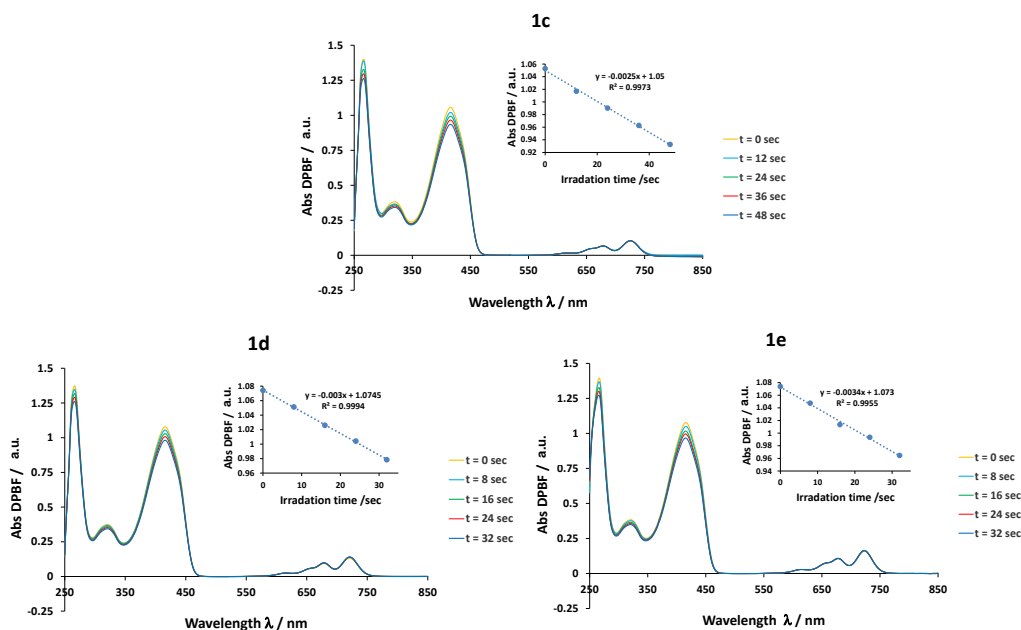 1c
1.5
1.25
1
0.75
0.5
0.25
0
-0.25
250
350
450
550
650
750
850
Abs DPBF / a.u.
Wavelength λ / nm
1.06
1.04
1.02
1
0.98
0.96
0.94
0.92
0
20
40
Abs DPBF / a.u.
Irradation time /sec
y = -0.0025x + 1.05
R² = 0.9973
t = 0 sec
t = 12 sec
t = 24 sec
t = 36 sec
t = 48 sec
1d
1.5
1.25
1
0.75
0.5
0.25
0
-0.25
250
350
450
550
650
750
850
Abs DPBF / a.u.
Wavelength λ / nm
1.08
1.06
1.04
1.02
1
0.98
0.96
0
10
20
30
Abs DPBF / a.u.
Irradation time /sec
y = -0.003x + 1.0745
R² = 0.9994
t = 0 sec
t = 8 sec
t = 16 sec
t = 24 sec
t = 32 sec
1e
1.5
1.25
1
0.75
0.5
0.25
0
-0.25
250
350
450
550
650
750
850
Abs DPBF / a.u.
Wavelength λ / nm
1.08
1.06
1.04
1.02
1
0.98
0.96
0.94
0
10
20
30
Abs DPBF / a.u.
Irradation time /sec
y = -0.0034x + 1.073
R² = 0.9955
t = 0 sec
t = 8 sec
t = 16 sec
t = 24 sec
t = 32 sec